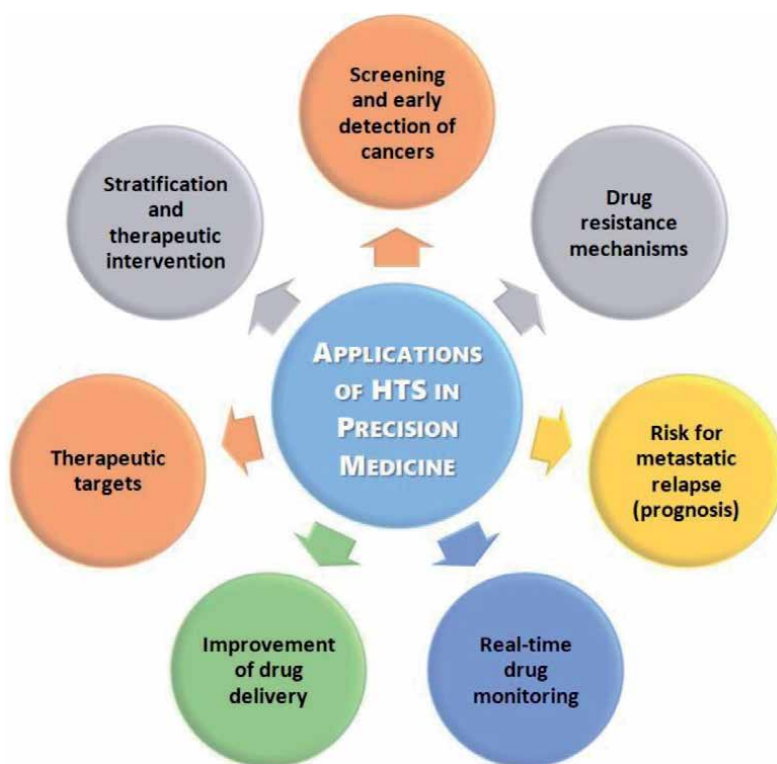 Screening
and early
detection of
cancers
Stratification
and
therapeutic
intervention
Drug
resistance
mechanisms
APPLICATIONS
OF HTS IN
PRECISION
MEDICINE
Therapeutic
targets
Risk for
metastatic
relapse
(prognosis)
Improvement
of drug
delivery
Real-time
drug
monitoring